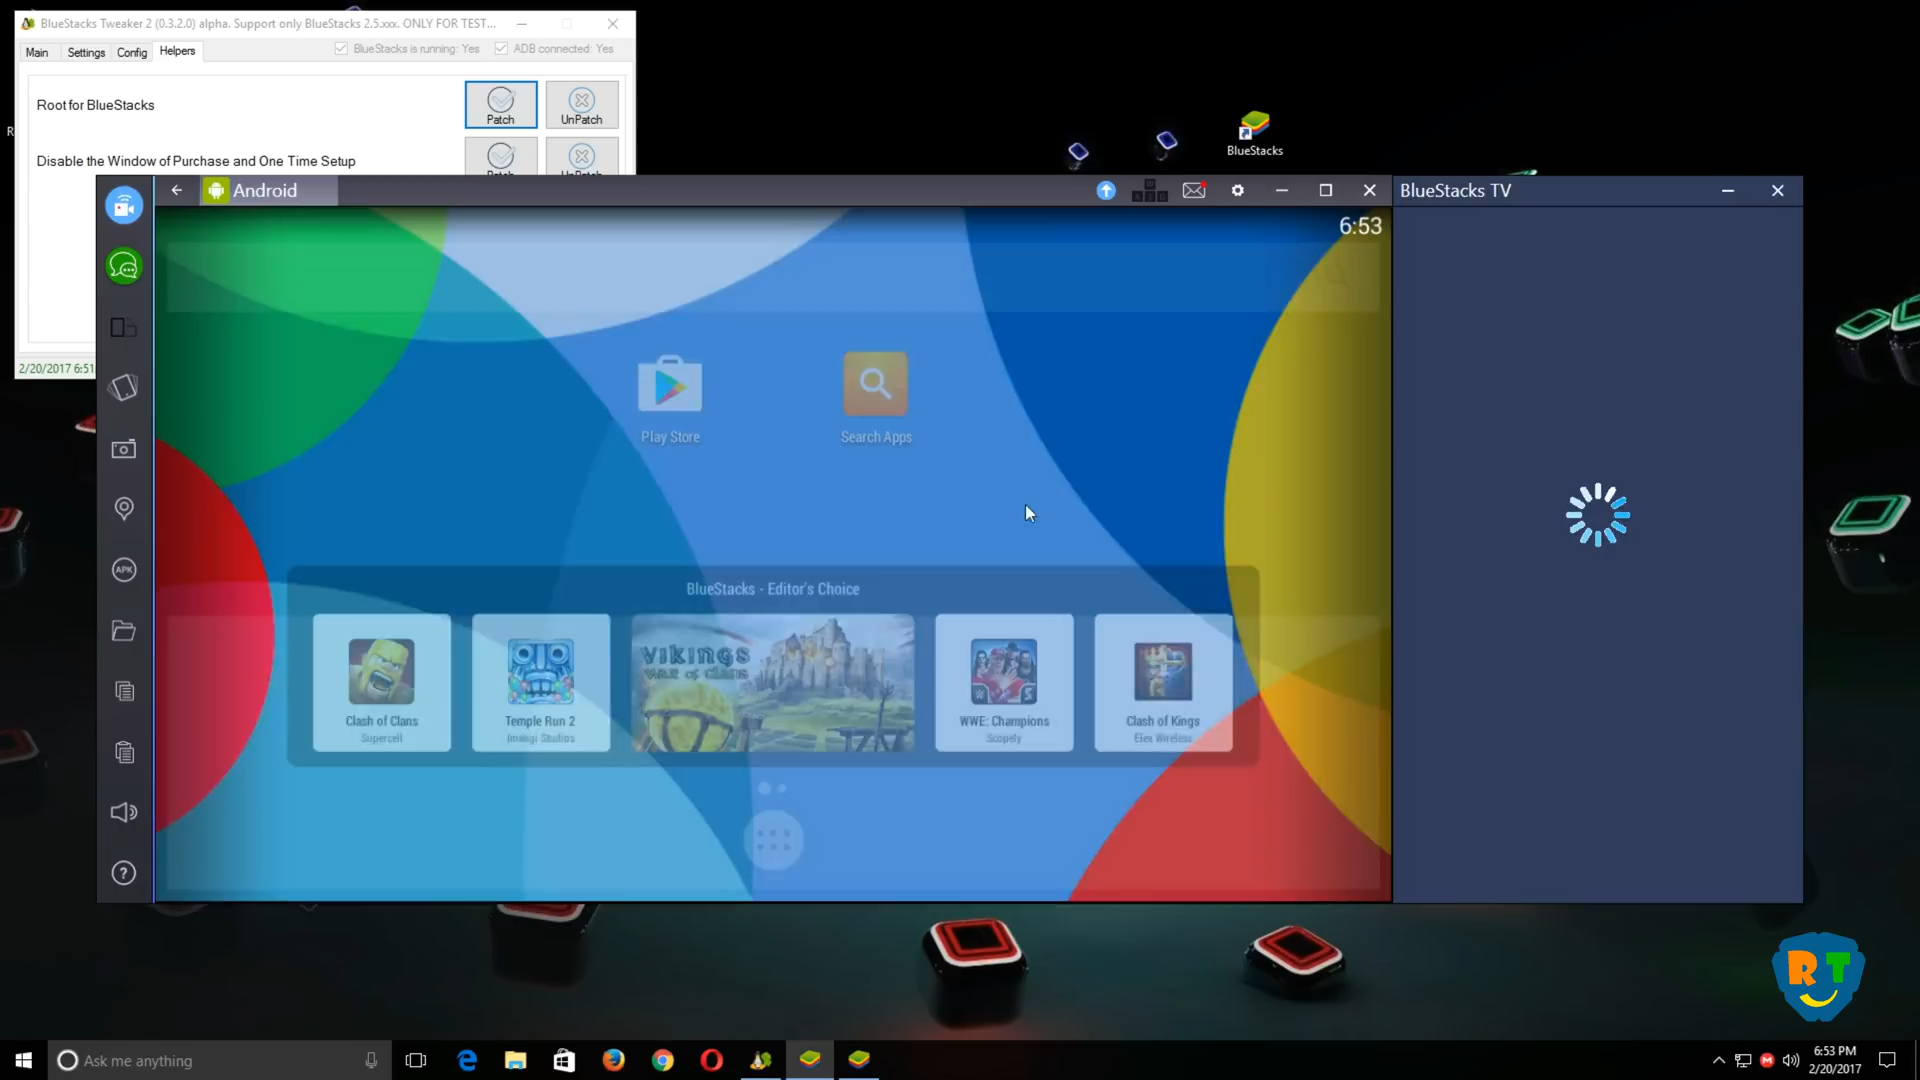 BlueStacks Tweaker 2 (0.3.2.0) alpha. Support only BlueStacks 2.5.xxx. ONLY FOR TEST...
Main Settings Config Helpers BlueStacks is running: Yes ADB connected: Yes
Root for BlueStacks
Patch UnPatch
Disable the Window of Purchase and One Time Setup
Patch UnPatch
2/20/2017 6:51
R
BlueStacks
Android
BlueStacks TV
6:53
Play Store
Search Apps
BlueStacks - Editor's Choice
Clash of Clans
Supercell
Temple Run 2
Imangi Studios
VIKINGS
WAR OF CLANS
WWE: Champions
Scopely
Clash of Kings
Elex Wireless
APK
RT
Ask me anything
6:53 PM
2/20/2017